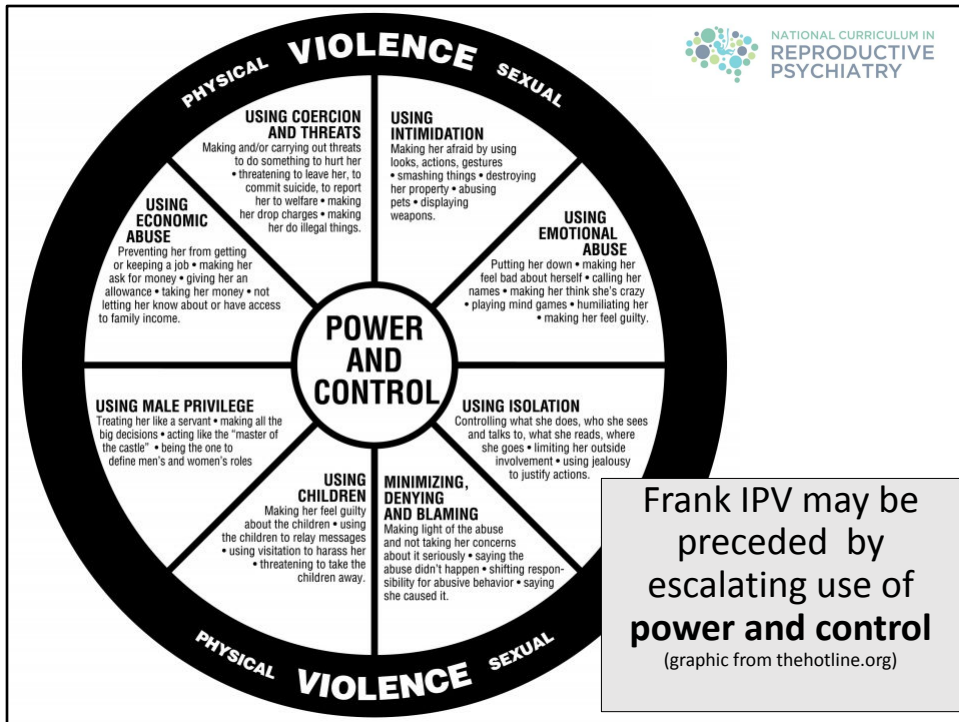 PHYSICAL VIOLENCE SEXUAL
NATIONAL CURRICULUM IN
REPRODUCTIVE
PSYCHIATRY
USING COERCION
AND THREATS
Making and/or carrying out threats
to do something to hurt her
• threatening to leave her, to
commit suicide, to report
her to welfare • making
her drop charges • making
her do illegal things.
USING
INTIMIDATION
Making her afraid by using
looks, actions, gestures
• smashing things • destroying
her property • abusing
pets • displaying
weapons.
USING
ECONOMIC
ABUSE
Preventing her from getting
or keeping a job • making her
ask for money • giving her an
allowance • taking her money • not
letting her know about or have access
to family income.
USING
EMOTIONAL
ABUSE
Putting her down • making her
feel bad about herself • calling her
names • making her think she's crazy
• playing mind games • humiliating her
• making her feel guilty.
POWER
AND
CONTROL
USING MALE PRIVILEGE
Treating her like a servant • making all the
big decisions • acting like the "master of
the castle" • being the one to
define men's and women's roles
USING ISOLATION
Controlling what she does, who she sees
and talks to, what she reads, where
she goes • limiting her outside
involvement • using jealousy
to justify actions.
USING
CHILDREN
Making her feel guilty
about the children • using
the children to relay messages
• using visitation to harass her
• threatening to take the
children away.
MINIMIZING,
DENYING
AND BLAMING
Making light of the abuse
and not taking her concerns
about it seriously • saying the
abuse didn't happen • shifting respon-
sibility for abusive behavior • saying
she caused it.
PHYSICAL VIOLENCE SEXUAL
Frank IPV may be
preceded by
escalating use of
power and control
(graphic from thehotline.org)